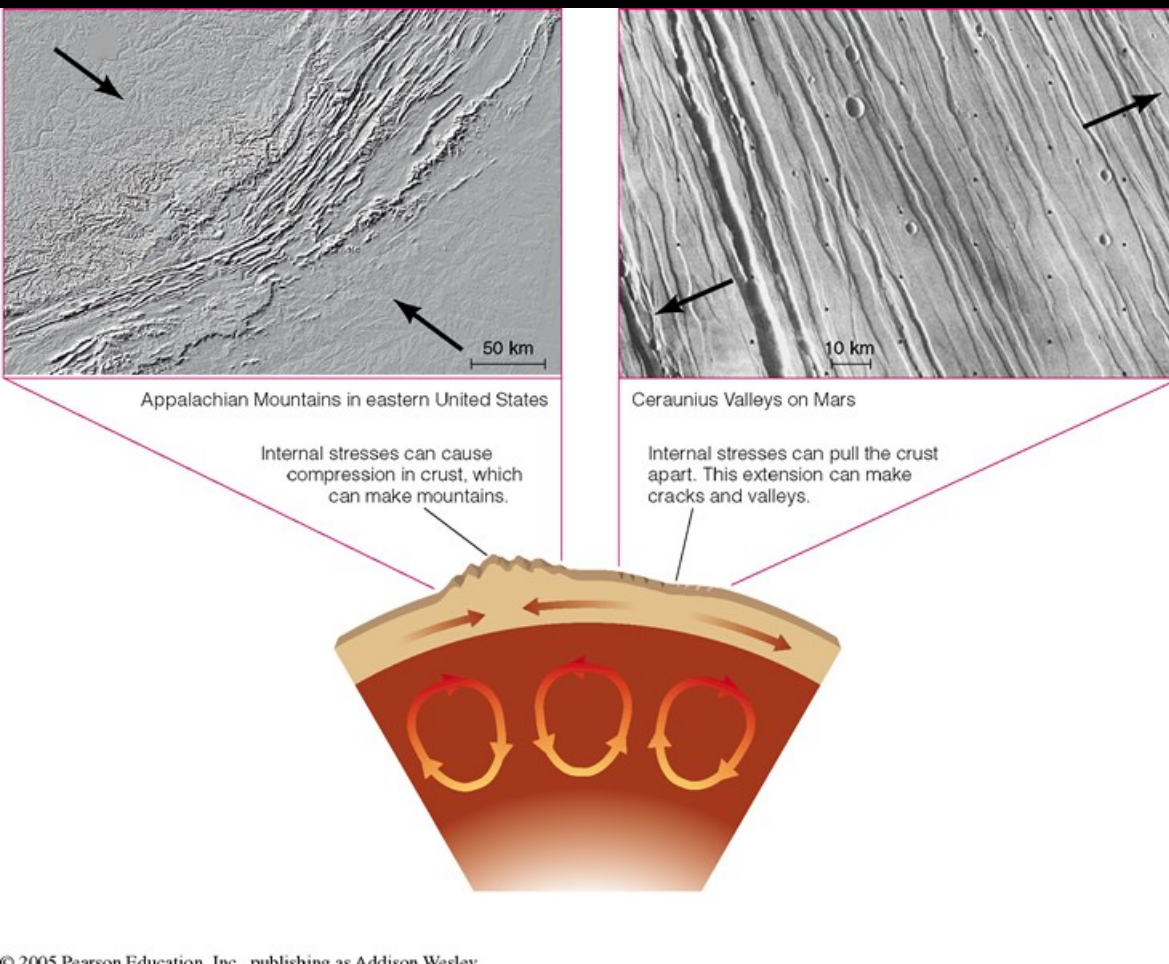 50 km
10 km
Appalachian Mountains in eastern United States
Ceraunius Valleys on Mars
Internal stresses can cause
compression in crust, which
can make mountains.
Internal stresses can pull the crust
apart. This extension can make
cracks and valleys.
© 2005 Pearson Education, Inc., publishing as Addison Wesley